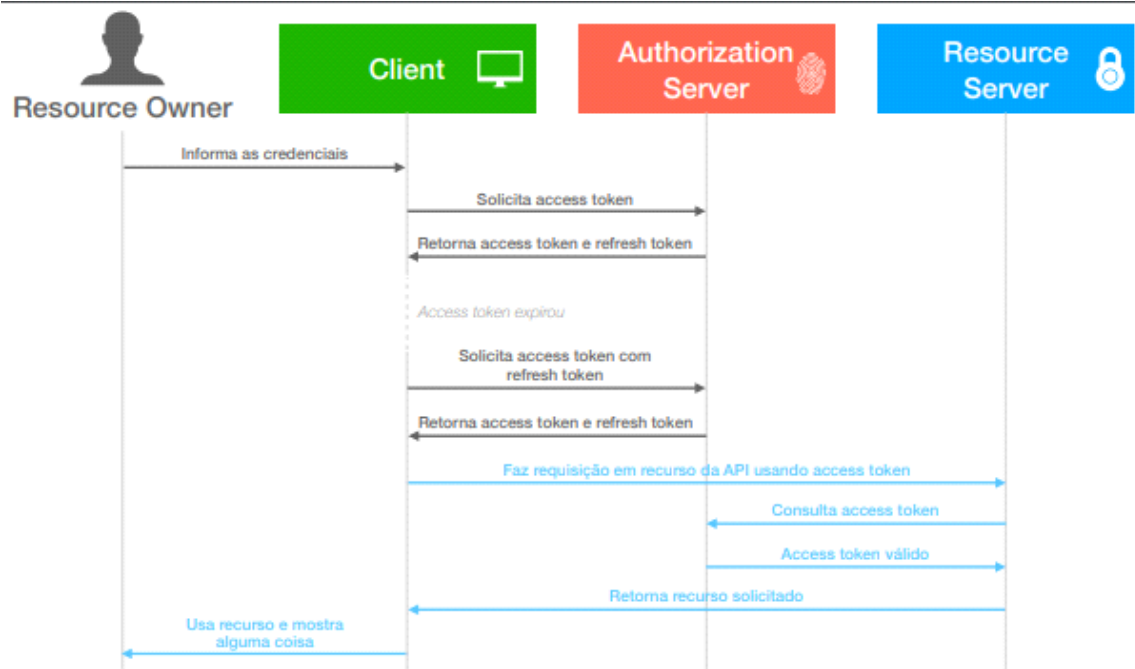 Resource Owner
Client
Authorization
Server
Resource
Server
Informa as credenciais
Solicita access token
Retorna access token e refresh token
Access token expirou
Solicita access token com
refresh token
Retorna access token e refresh token
Faz requisição em recurso da API usando access token
Consulta access token
Access token válido
Retorna recurso solicitado
Usa recurso e mostra
alguma coisa